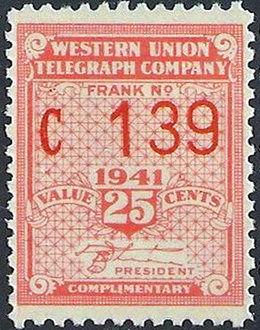 WESTERN UNION
TELEGRAPH COMPANY
FRANK NO
C 139
1941
VALUE 25 CENTS
PRESIDENT
COMPLIMENTARY